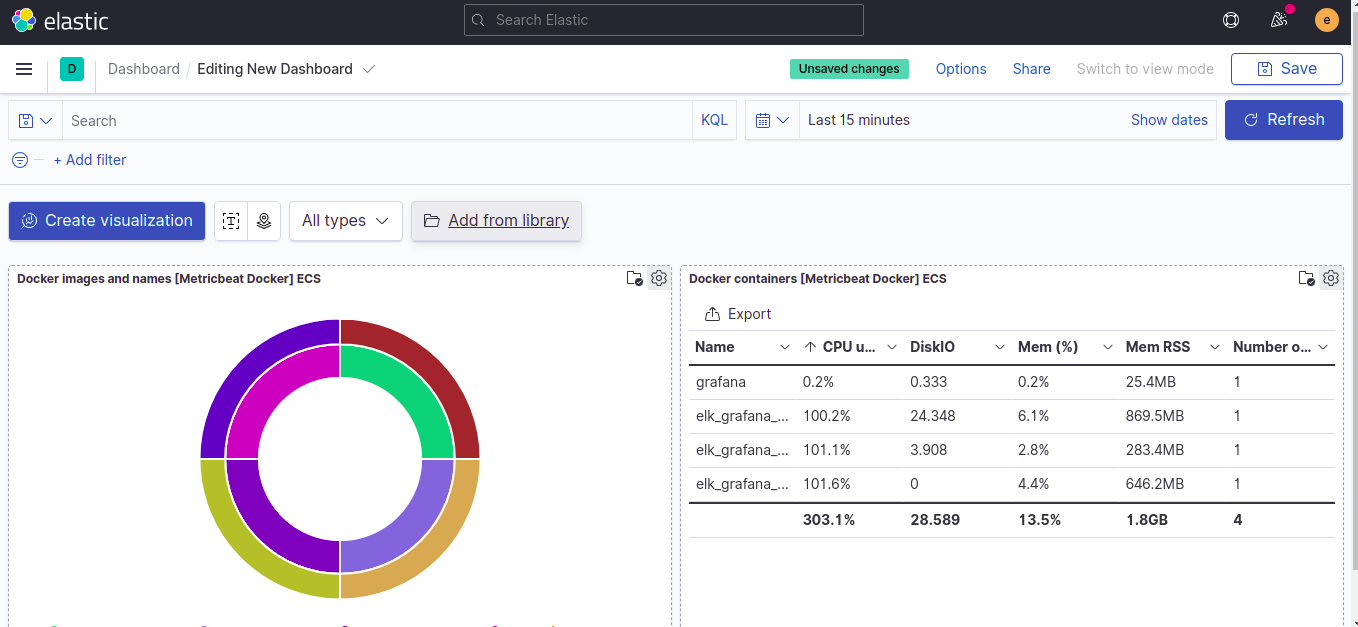 elastic
Search Elastic
e
D
Dashboard / Editing New Dashboard
Unsaved changes
Options
Share
Switch to view mode
Save
Search
KQL
Last 15 minutes
Show dates
Refresh
+ Add filter
Create visualization
T
All types
Add from library
Docker images and names [Metricbeat Docker] ECS
Docker containers [Metricbeat Docker] ECS
Export
Name CPU u... DiskIO Mem (%) Mem RSS Number o...
grafana 0.2% 0.333 0.2% 25.4MB 1
elk_grafana_... 100.2% 24.348 6.1% 869.5MB 1
elk_grafana_... 101.1% 3.908 2.8% 283.4MB 1
elk_grafana_... 101.6% 0 4.4% 646.2MB 1
303.1% 28.589 13.5% 1.8GB 4